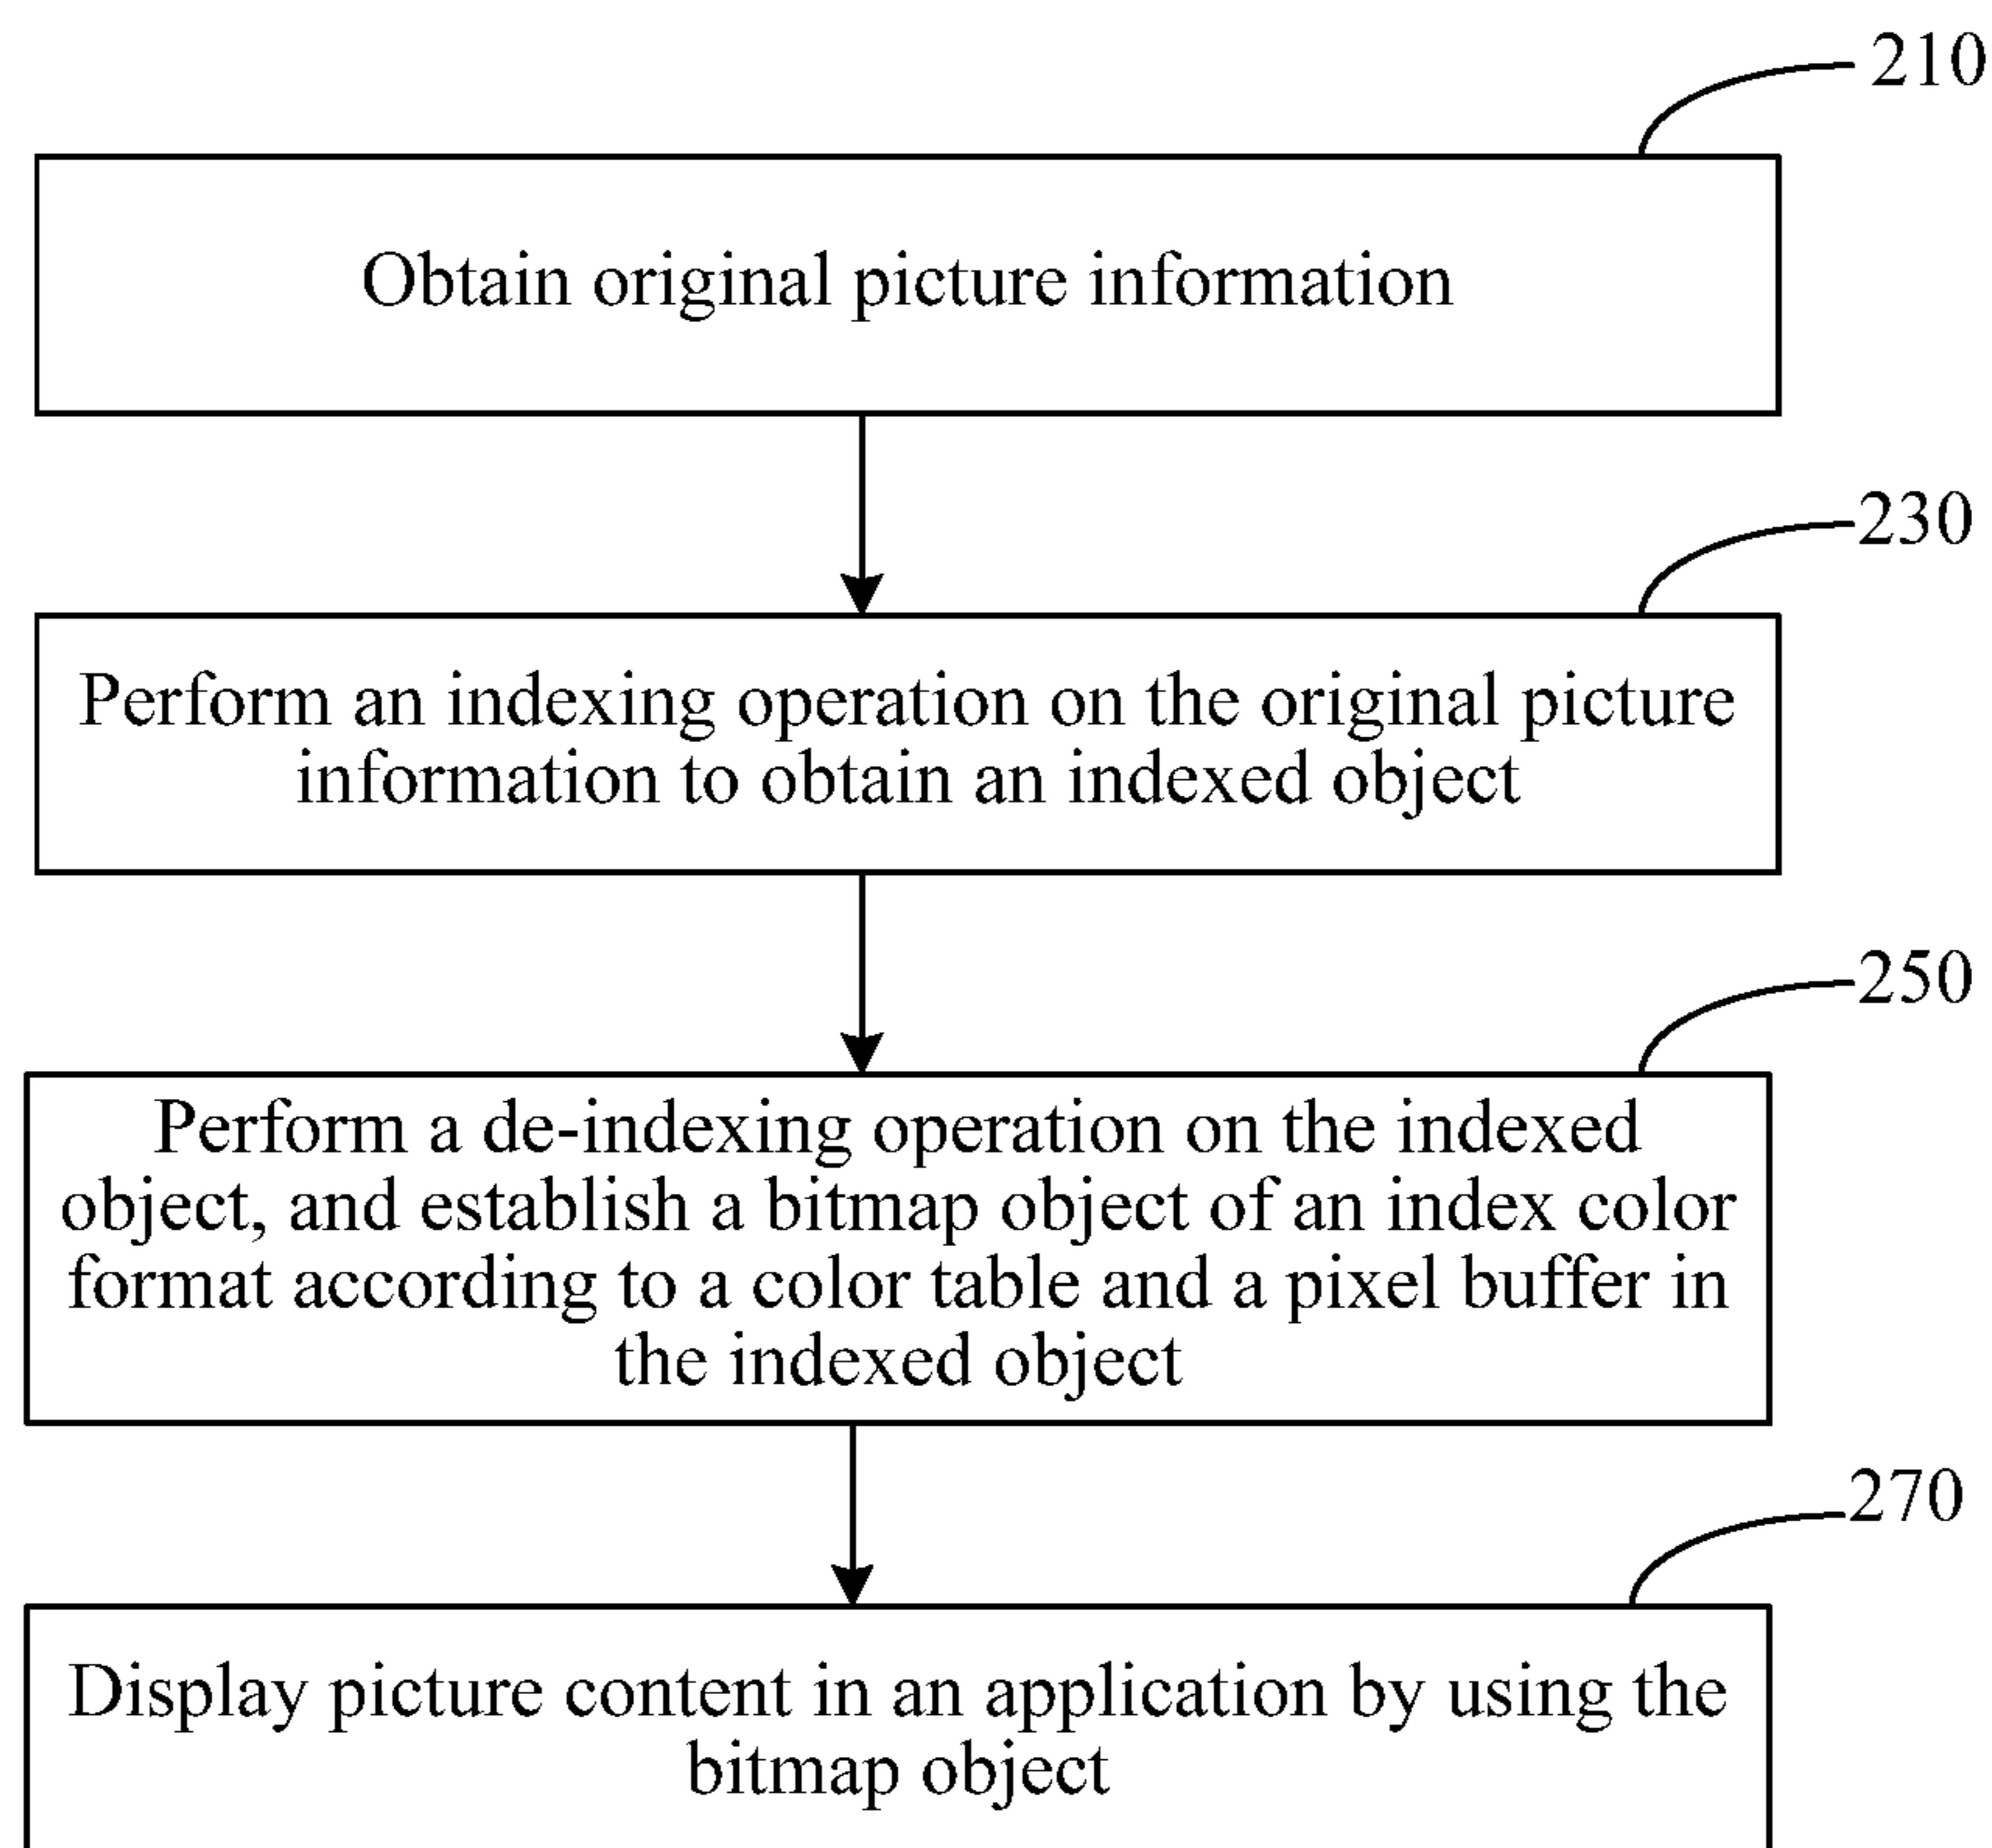 210
Obtain original picture information
230
Perform an indexing operation on the original picture
information to obtain an indexed object
250
Perform a de-indexing operation on the indexed
object, and establish a bitmap object of an index color
format according to a color table and a pixel buffer in
the indexed object
270
Display picture content in an application by using the
bitmap object